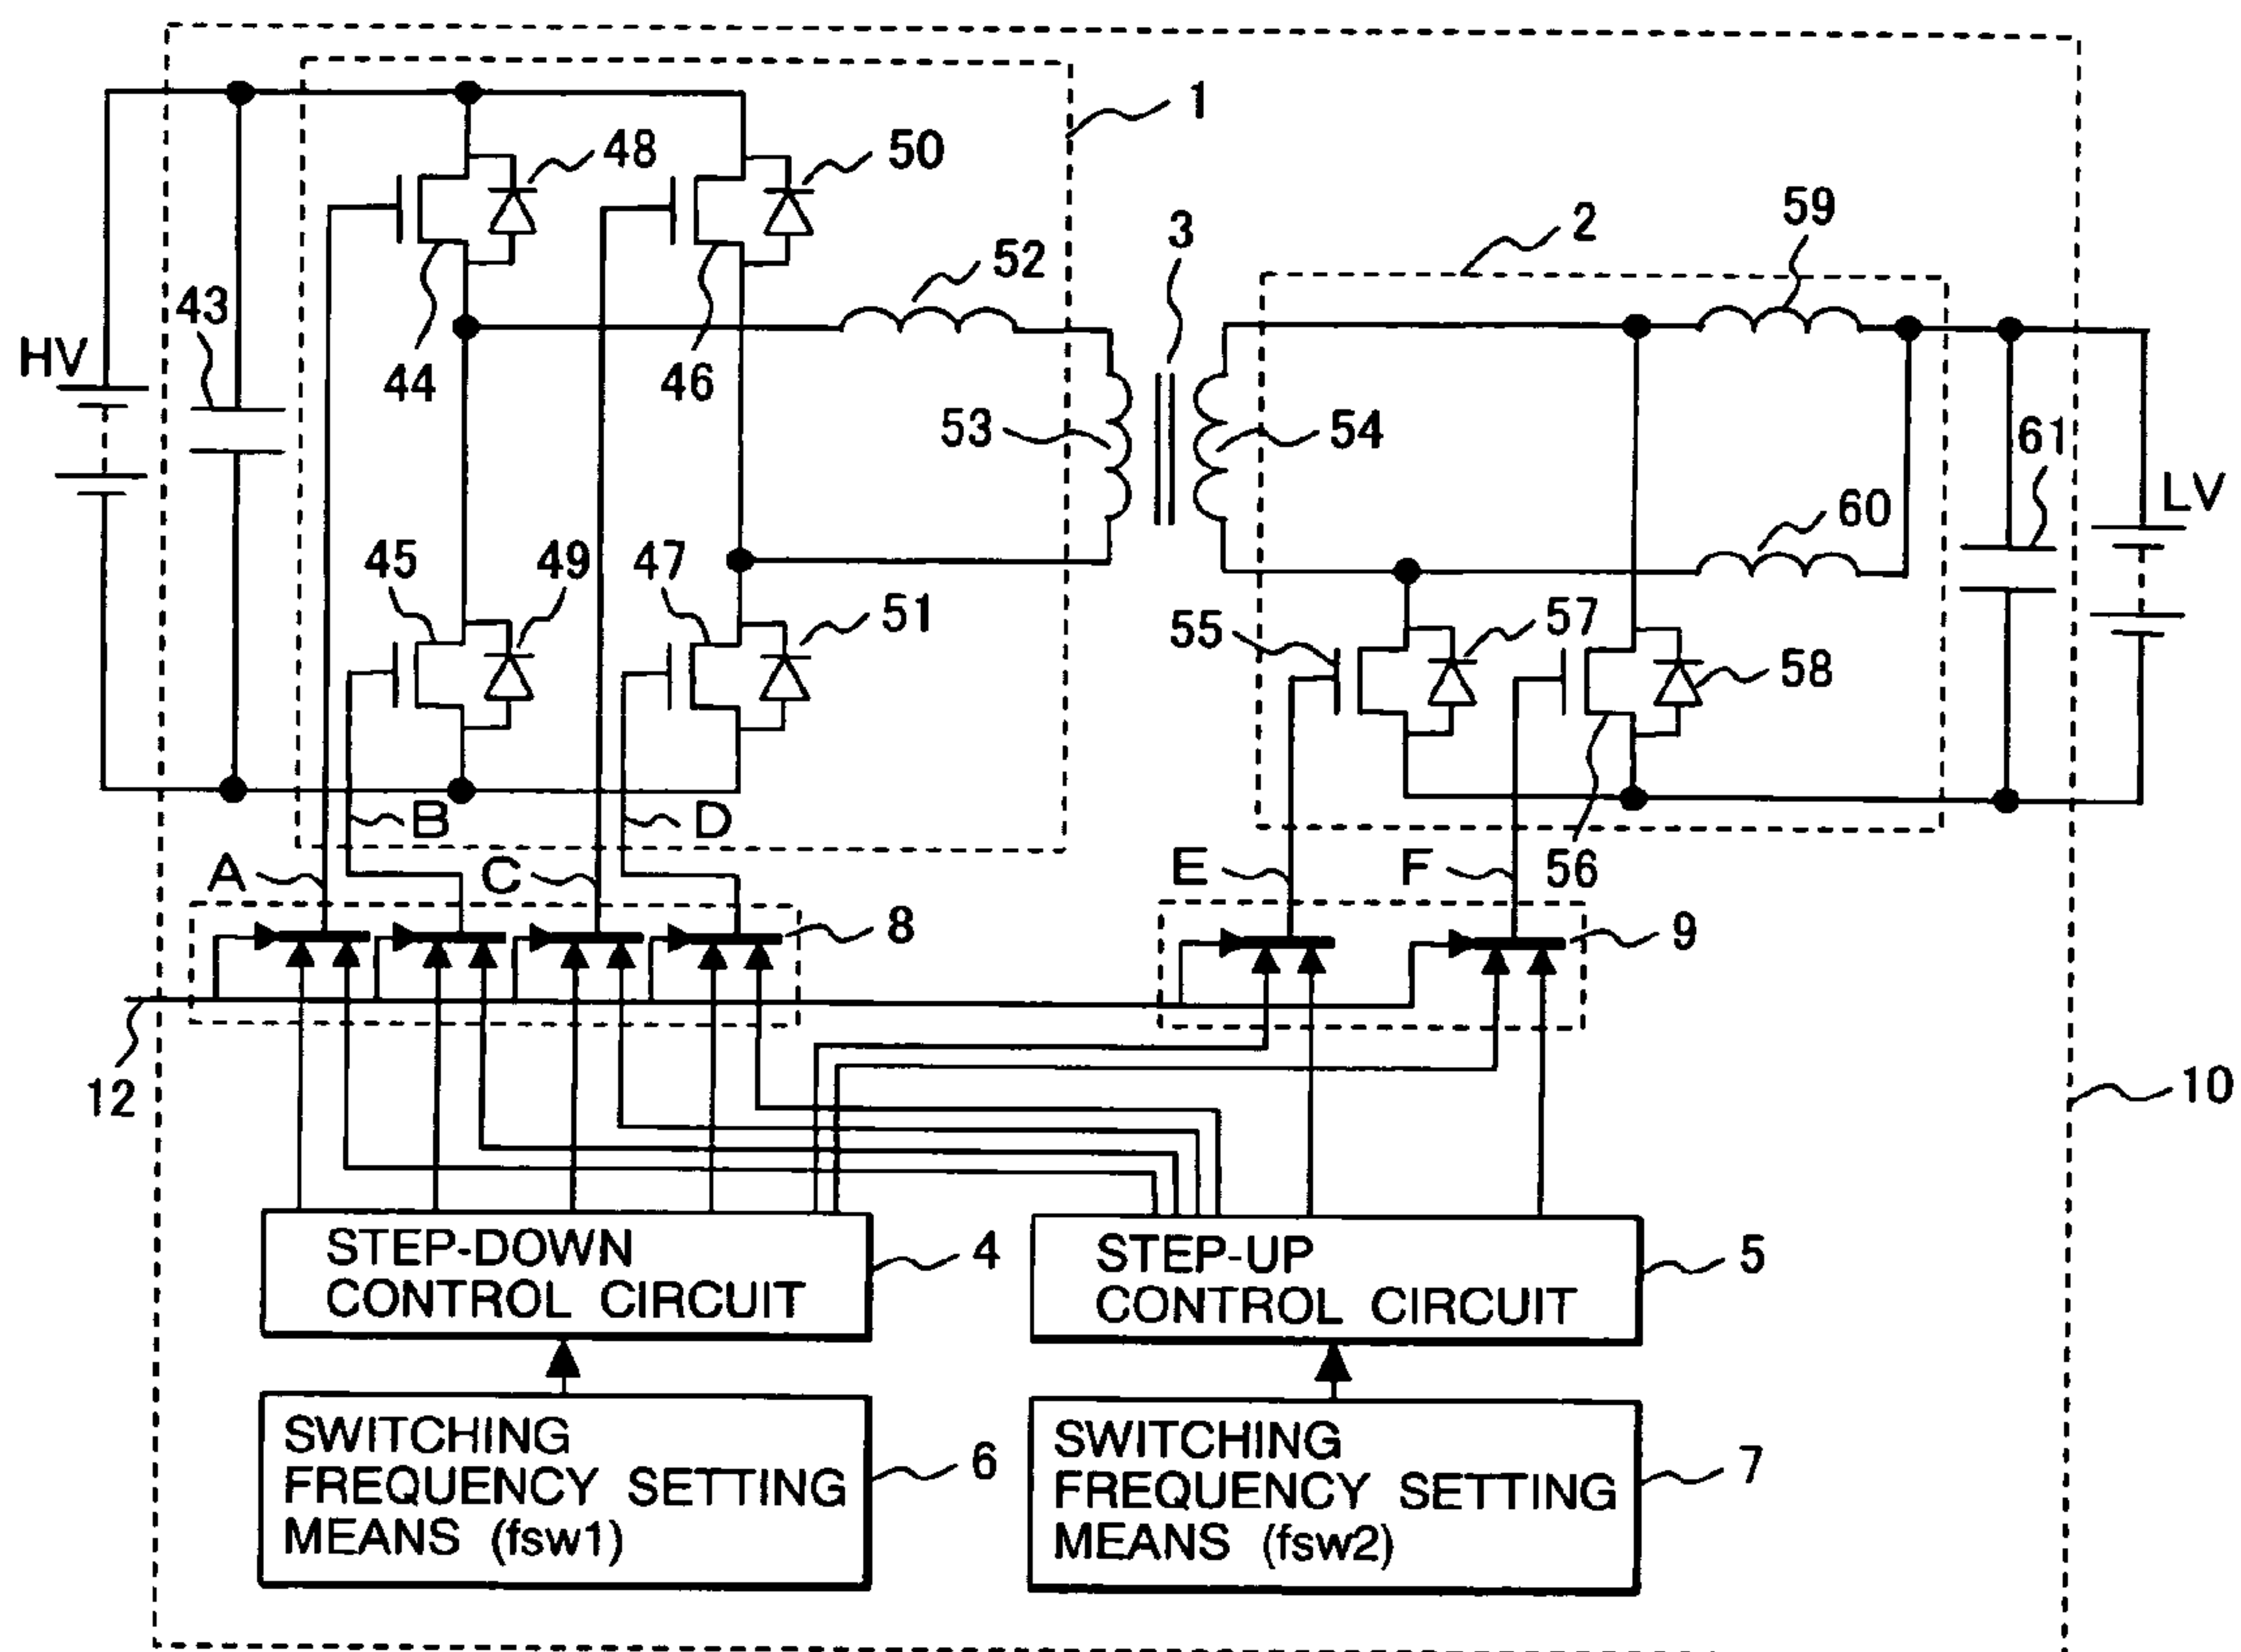 1
48
50
59
3
2
52
43
HV
44
46
53
54
61
LV
60
45
49
47
51
55
57
58
B
D
A
C
E
F
56
8
9
12
10
STEP-DOWN
CONTROL CIRCUIT
4
STEP-UP
CONTROL CIRCUIT
5
SWITCHING
FREQUENCY SETTING
MEANS (fsw1)
6
SWITCHING
FREQUENCY SETTING
MEANS (fsw2)
7